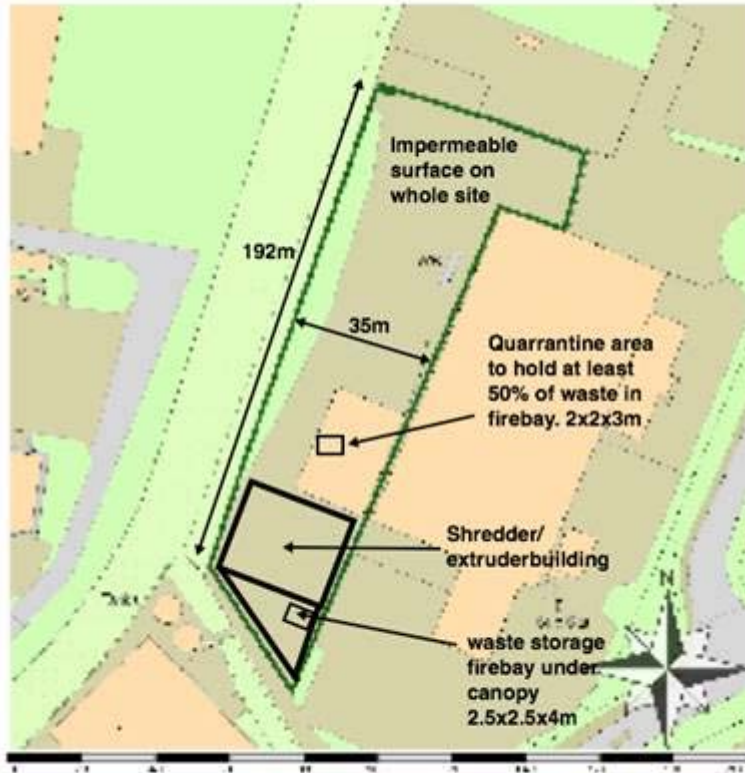 Impermeable
surface on
whole site
192m
35m
Quarrantine area
to hold at least
50% of waste in
firebay. 2x2x3m
Shredder/
extruderbuilding
N
waste storage
firebay under
canopy
2.5x2.5x4m